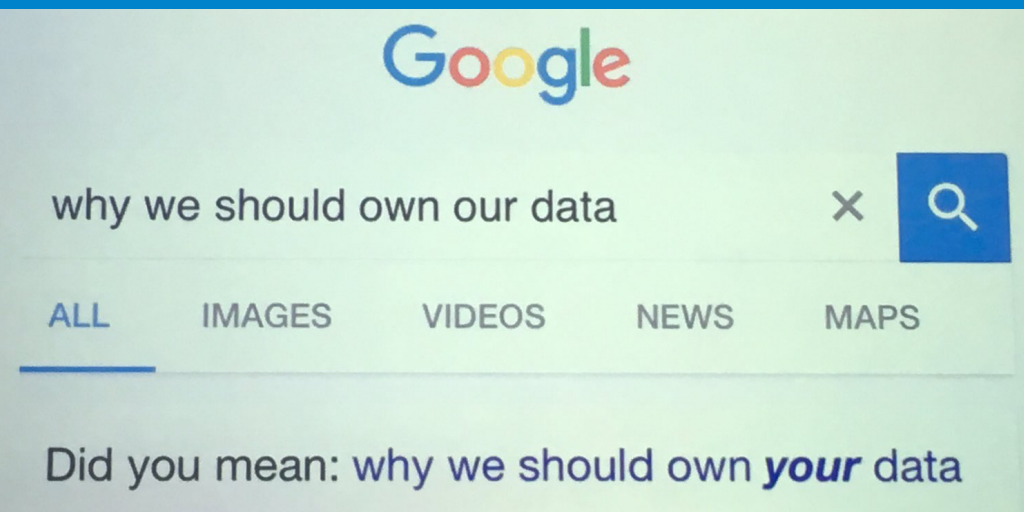 Google
why we should own our data
ALL IMAGES VIDEOS NEWS MAPS
Did you mean: why we should own your data